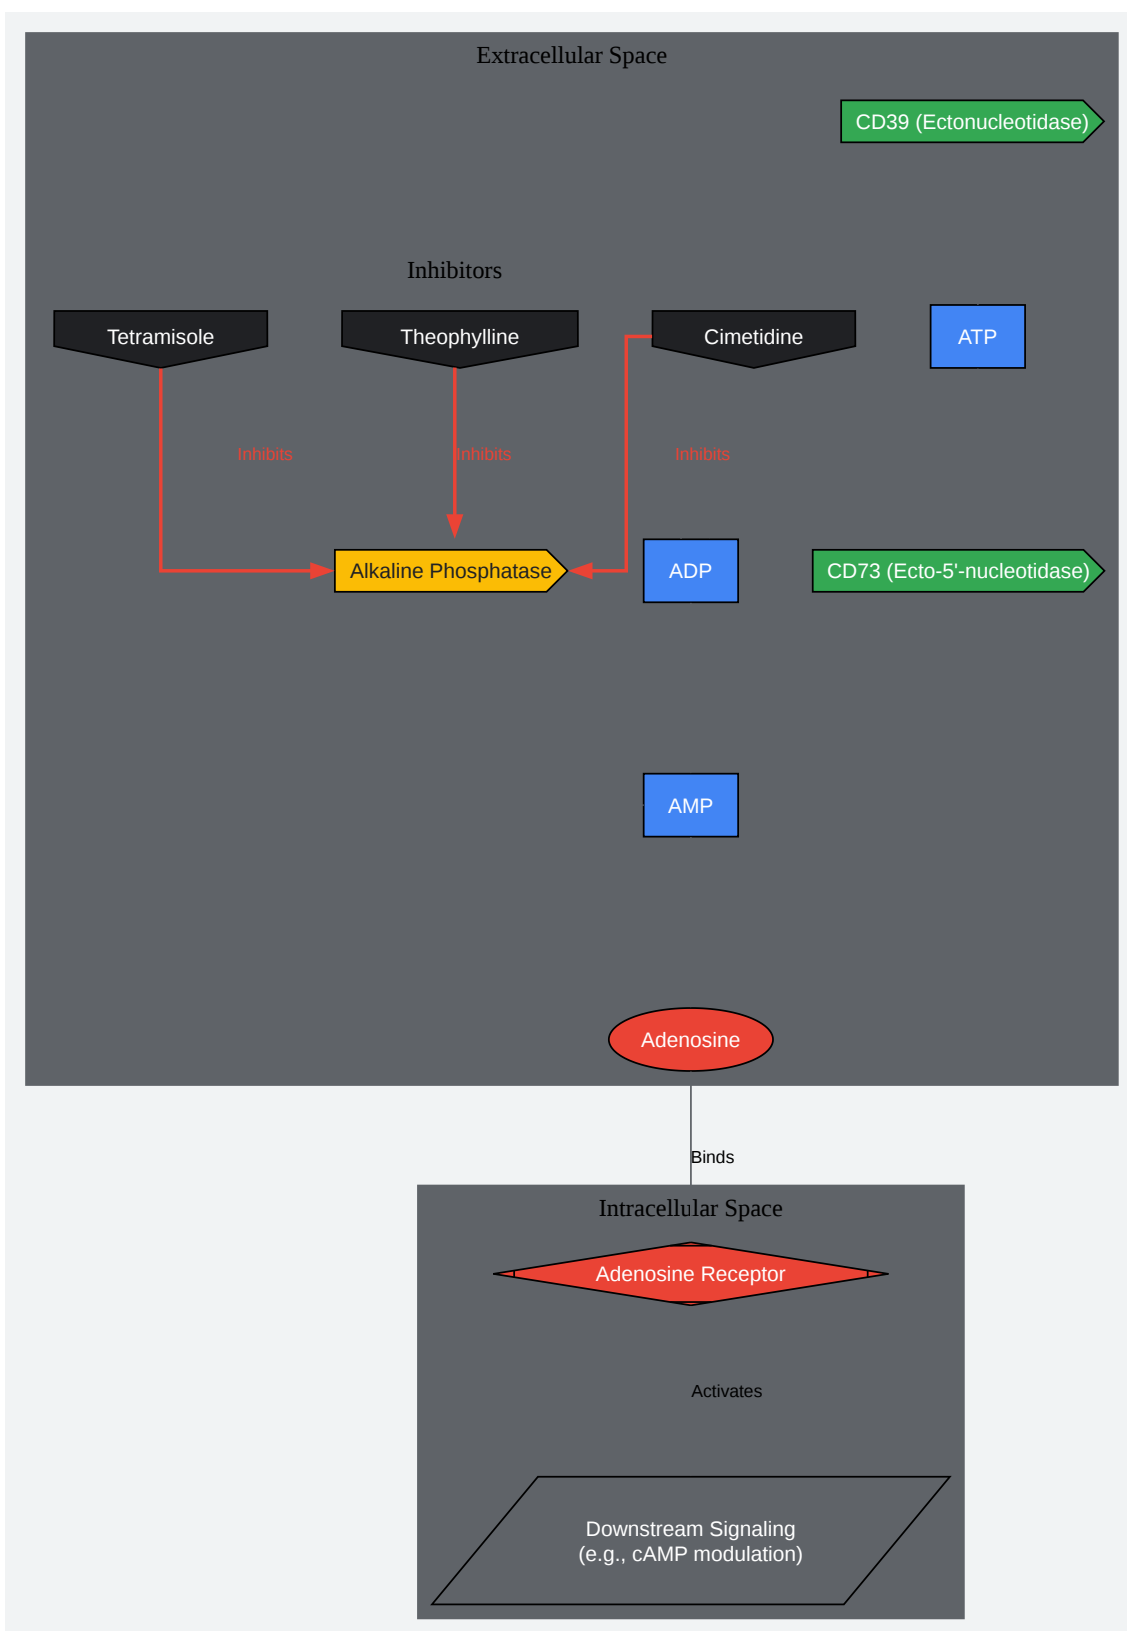 Extracellular Space
CD39 (Ectonucleotidase)
Inhibitors
Tetramisole
Theophylline
Cimetidine
ATP
Inhibits
Inhibits
Inhibits
Alkaline Phosphatase
ADP
CD73 (Ecto-5'-nucleotidase)
AMP
Adenosine
Binds
Intracellular Space
Adenosine Receptor
Activates
Downstream Signaling
(e.g., cAMP modulation)